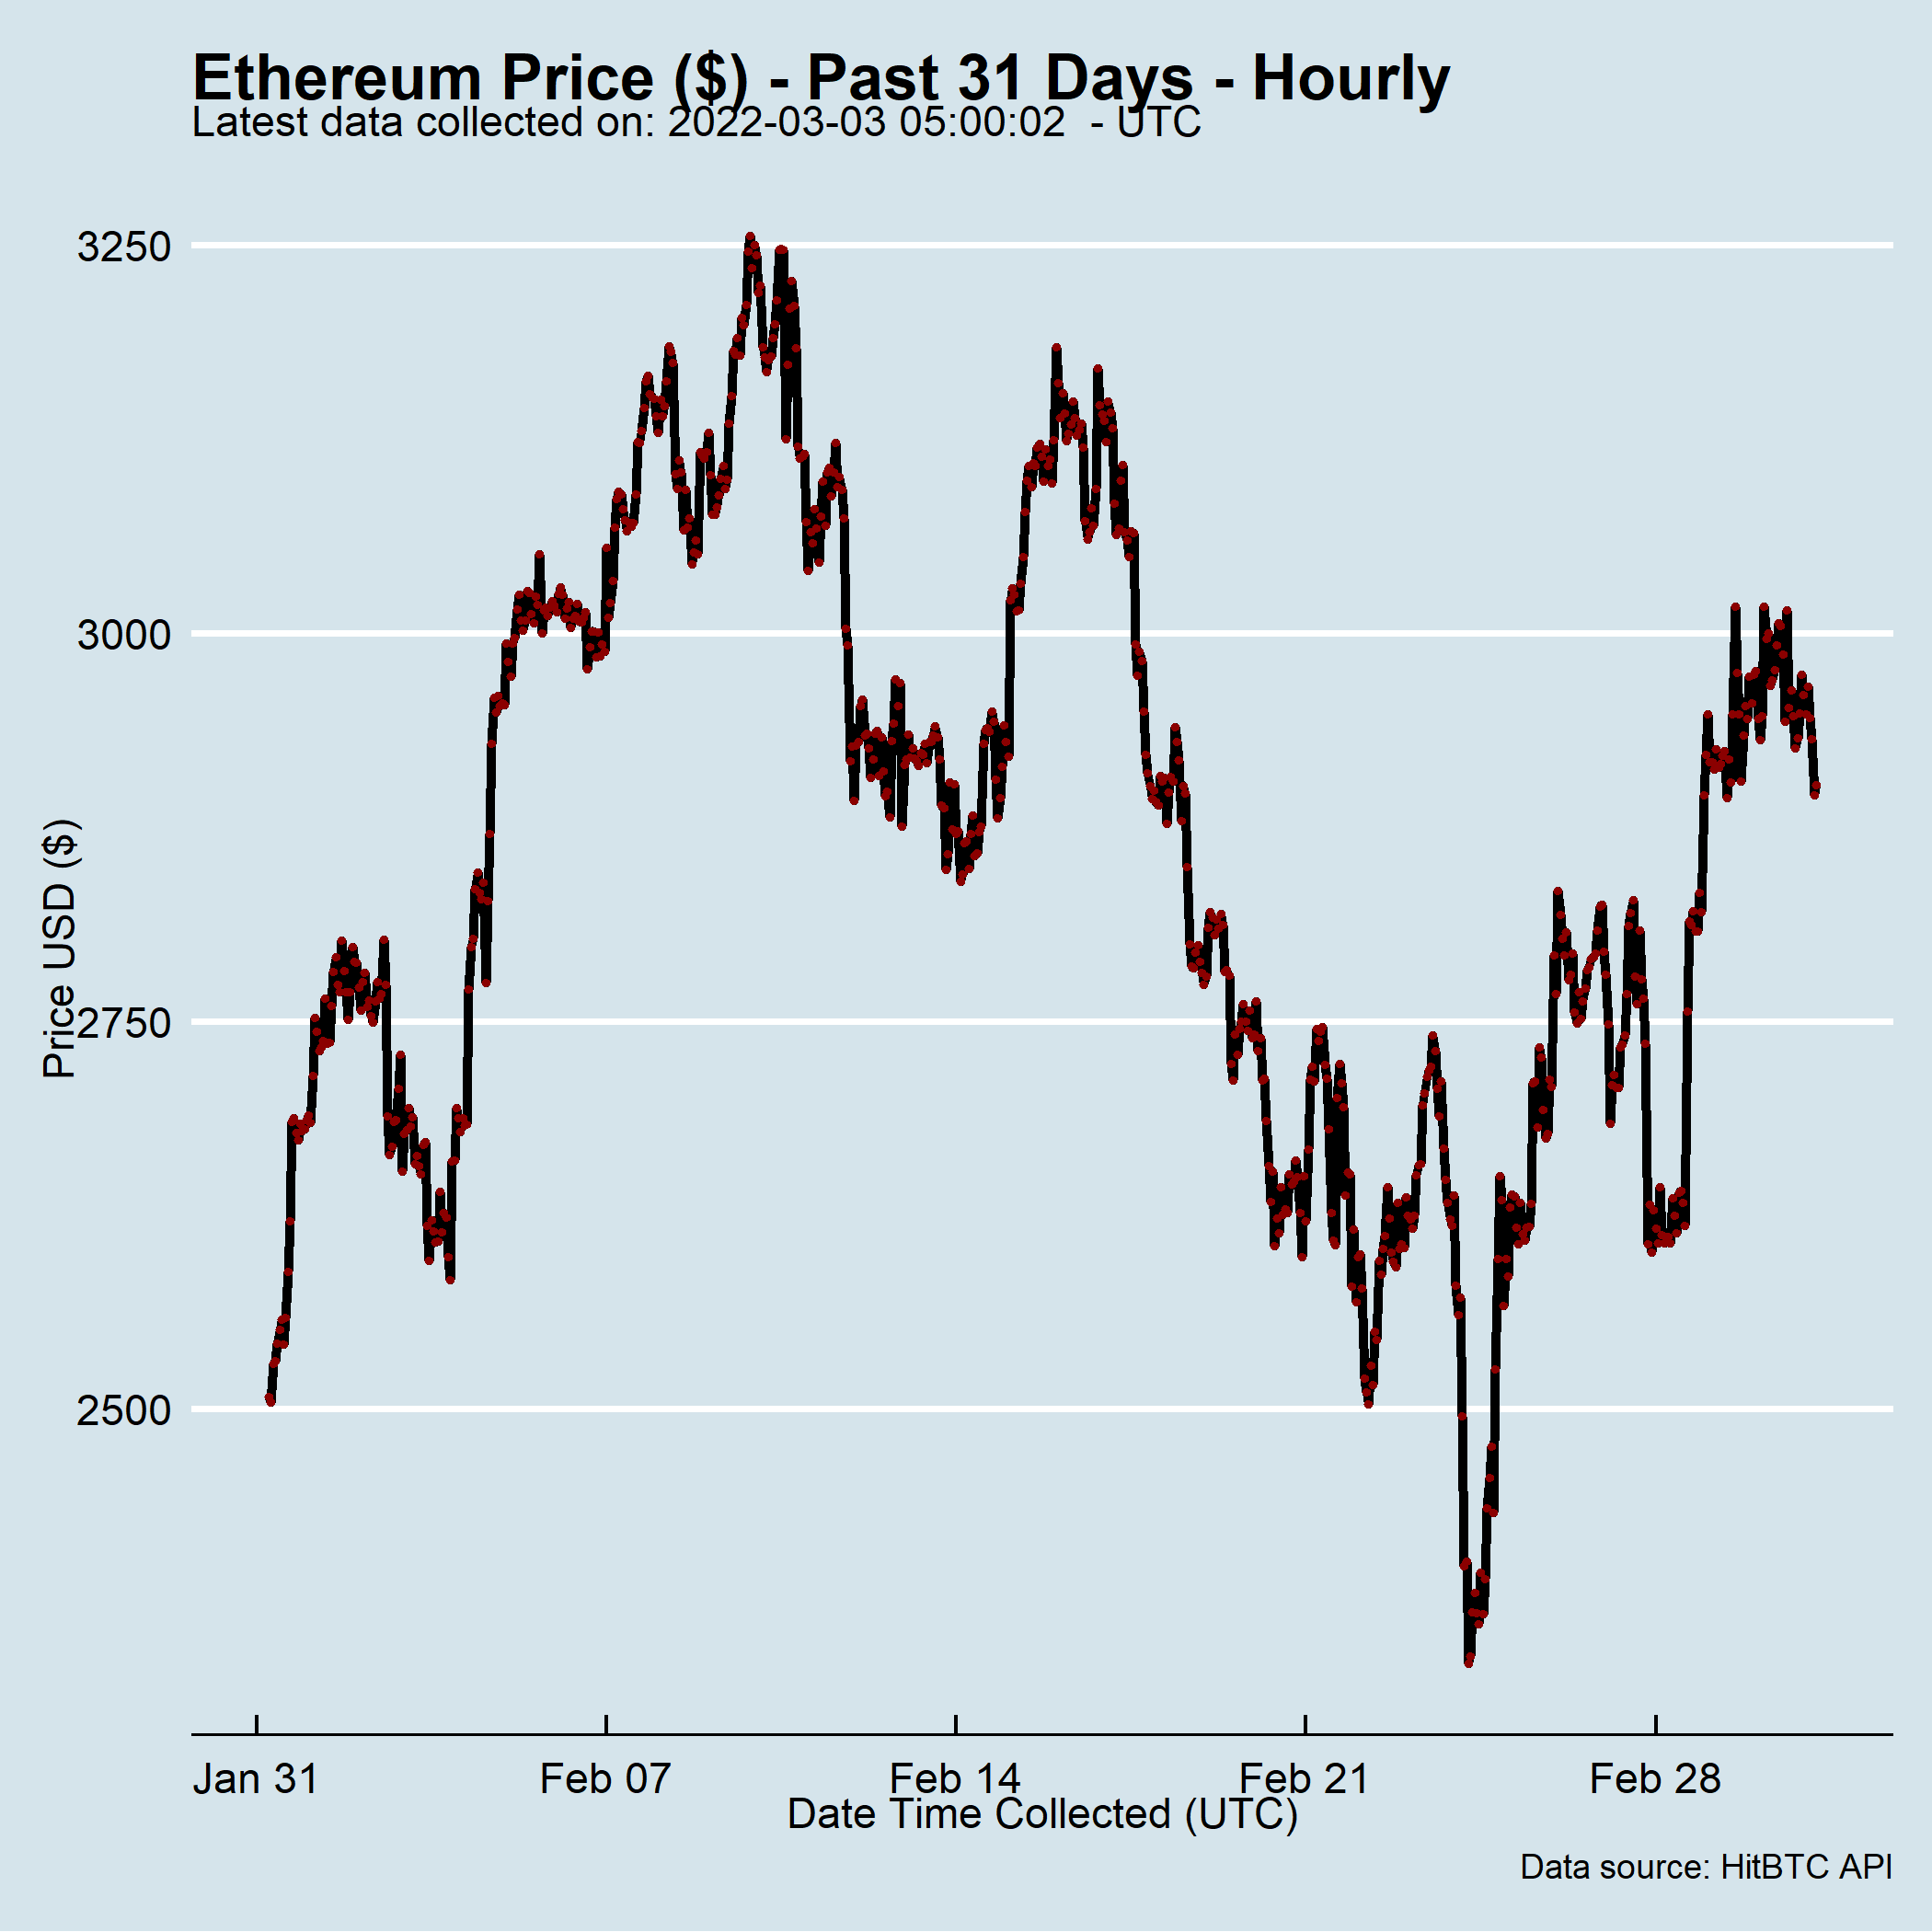 Ethereum Price ($) - Past 31 Days - Hourly
Latest data collected on: 2022-03-03 05:00:02  - UTC
3250
3000
2750
2500
Price USD ($)
Jan 31
Feb 07
Feb 14
Feb 21
Feb 28
Date Time Collected (UTC)
Data source: HitBTC API